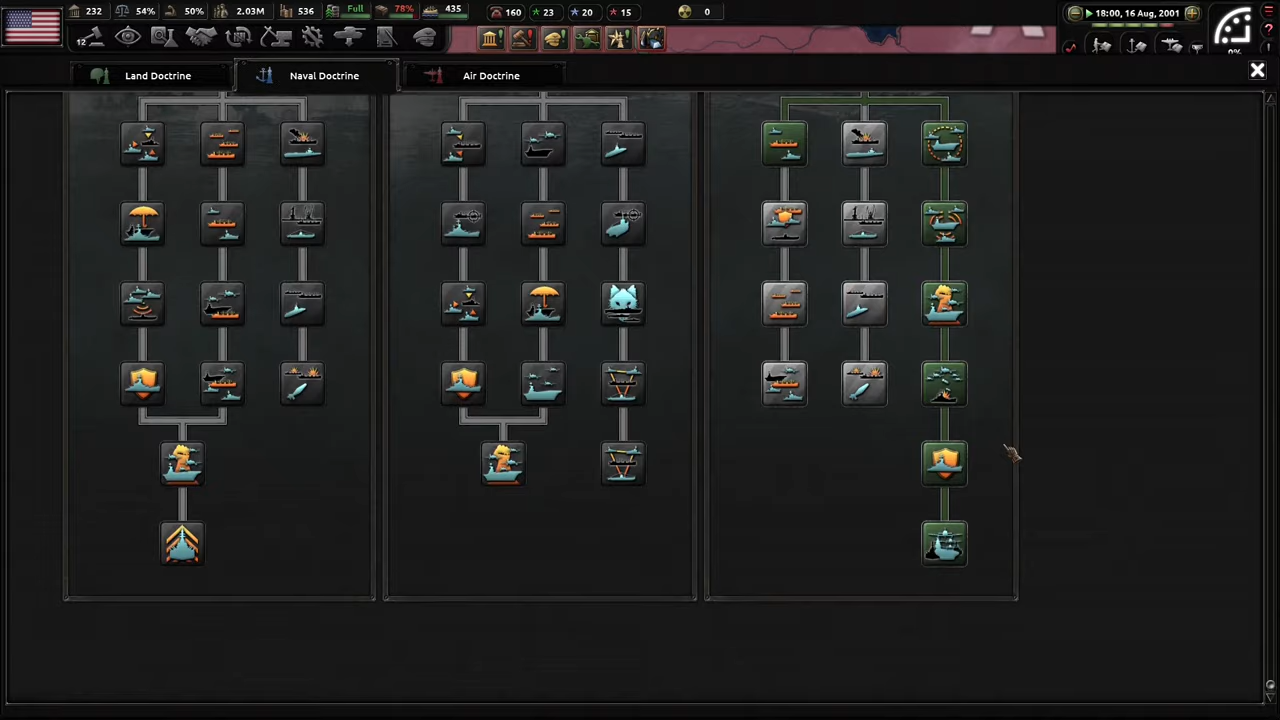 232 54% 50% 2.03M 536 Full 78% 435 160 23 20 15 0 18:00, 16 Aug, 2001
12 0%
Land Doctrine Naval Doctrine Air Doctrine